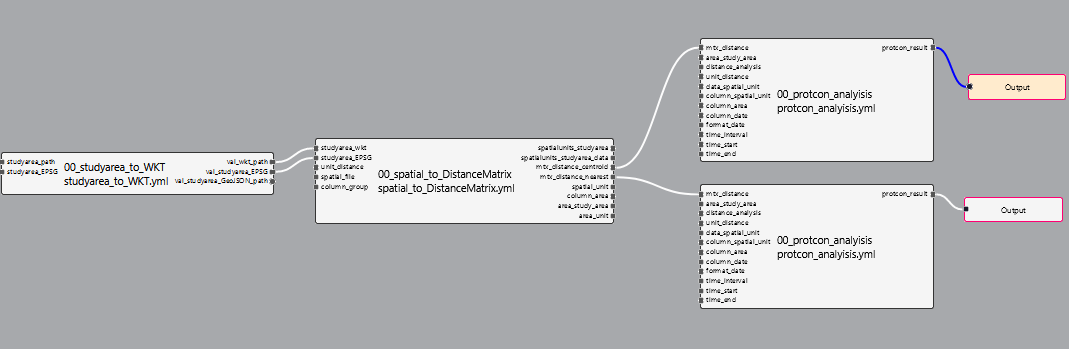 studyarea_path
studyarea_EPSG
00_studyarea_to_WKT
studyarea_to_WKT.yml
val_wkt_path
val_studyarea_EPSG
val_studyarea_GeoJSON_path
studyarea_wkt
studyarea_EPSG
unit_distance
spatial_file
column_group
00_spatial_to_DistanceMatrix
spatial_to_DistanceMatrix.yml
spatialunits_studyarea
spatialunits_studyarea_data
mtx_distance_centroid
mtx_distance_nearest
spatial_unit
column_area
area_study_area
area_unit
mtx_distance
area_study_area
distance_analysis
unit_distance
data_spatial_unit
column_spatial_unit
column_area
column_date
format_date
time_interval
time_start
time_end
00_protcon_analyisis
protcon_analyisis.yml
protcon_result
Output
mtx_distance
area_study_area
distance_analysis
unit_distance
data_spatial_unit
column_spatial_unit
column_area
column_date
format_date
time_interval
time_start
time_end
00_protcon_analyisis
protcon_analyisis.yml
protcon_result
Output